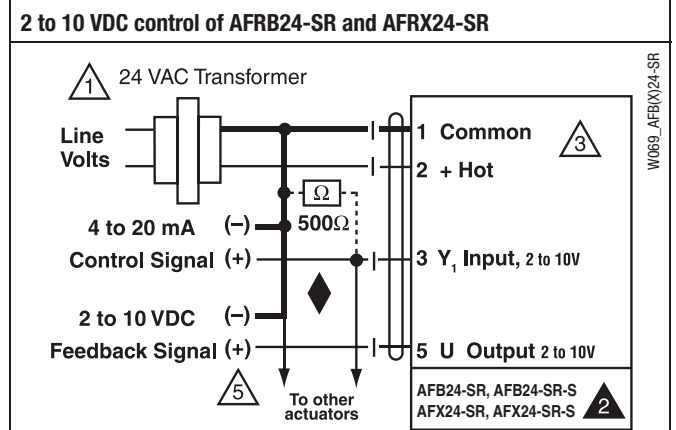 2 to 10 VDC control of AFRB24-SR and AFRX24-SR
W069_AFB(X)24-SR
1 24 VAC Transformer
Line
Volts
1 Common
3
2 + Hot
Ω
500Ω
4 to 20 mA (–)
Control Signal (+)
3 Y1 Input, 2 to 10V
2 to 10 VDC (–)
Feedback Signal (+)
5 U Output 2 to 10V
5
To other
actuators
AFB24-SR, AFB24-SR-S
AFX24-SR, AFX24-SR-S
2